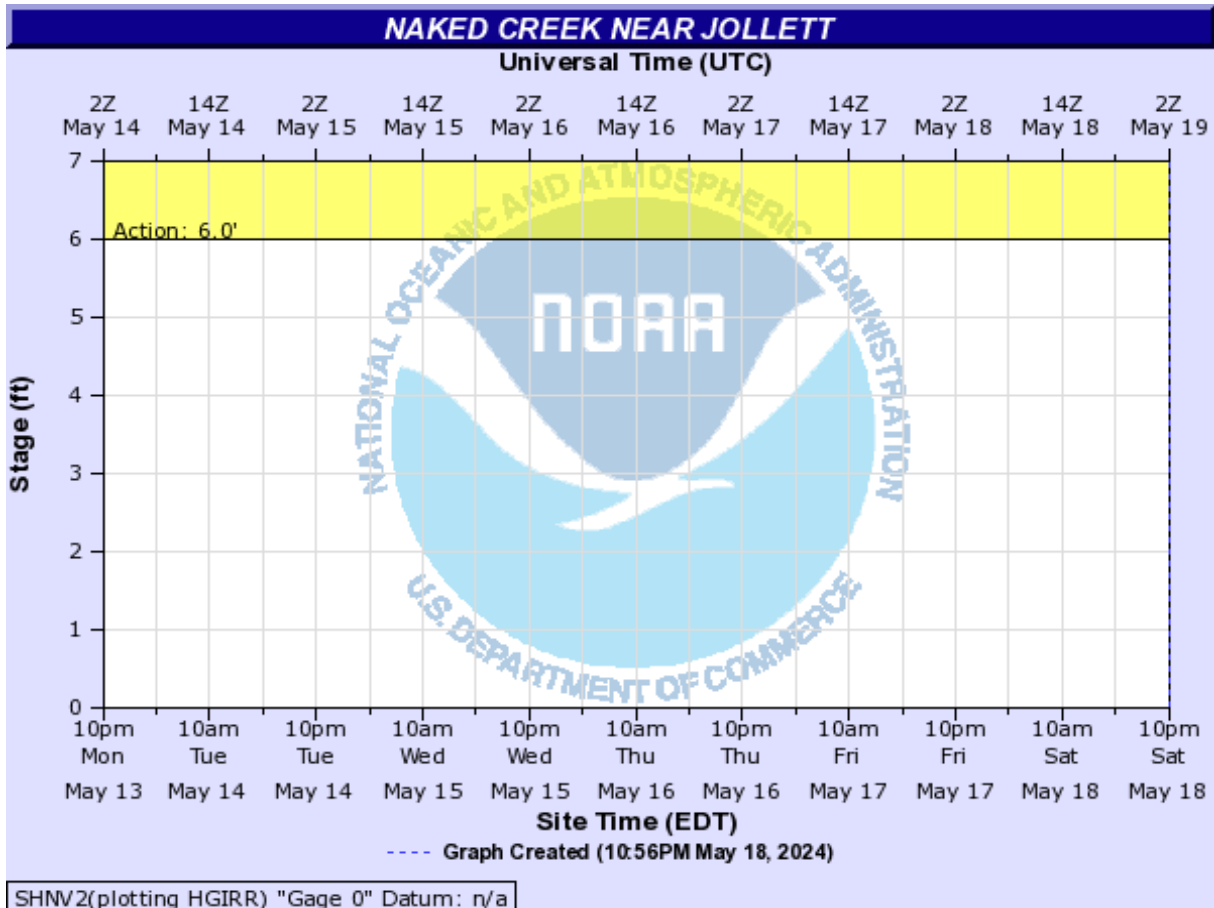 NAKED CREEK NEAR JOLLETT
Universal Time (UTC)
2Z 14Z 2Z 14Z 2Z 14Z 2Z 14Z 2Z 14Z 2Z
May 14 May 14 May 15 May 15 May 16 May 16 May 17 May 17 May 18 May 18 May 19
7
Action: 6.0'
6
5
4
3
2
1
0
Stage (ft)
NATIONAL OCEANIC AND ATMOSPHERIC ADMINISTRATION
NOAA
U.S. DEPARTMENT OF COMMERCE
10pm 10am 10pm 10am 10pm 10am 10pm 10am 10pm 10am 10pm
Mon Tue Tue Wed Wed Thu Thu Fri Fri Sat Sat
May 13 May 14 May 14 May 15 May 15 May 16 May 16 May 17 May 17 May 18 May 18
Site Time (EDT)
---- Graph Created (10:56PM May 18, 2024)
SHNV2(plotting HGIRR) "Gage 0" Datum: n/a